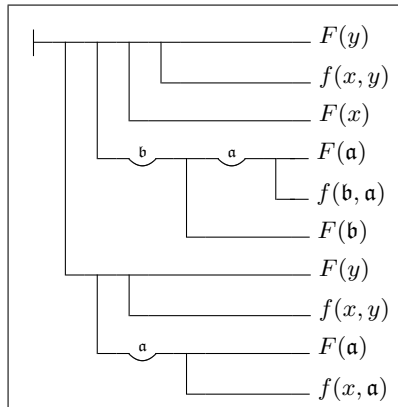 F(y)
f(x, y)
F(x)
𝔟 𝔞 F(𝔞)
f(𝔟, 𝔞)
F(𝔟)
F(y)
f(x, y)
𝔞 F(𝔞)
f(x, 𝔞)